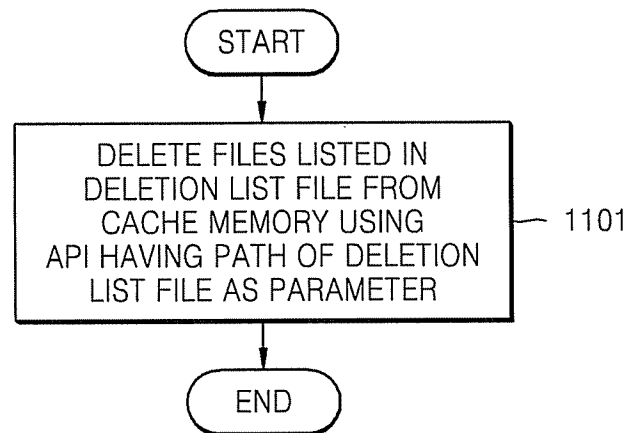 START
DELETE FILES LISTED IN
DELETION LIST FILE FROM
CACHE MEMORY USING
API HAVING PATH OF DELETION
LIST FILE AS PARAMETER
1101
END